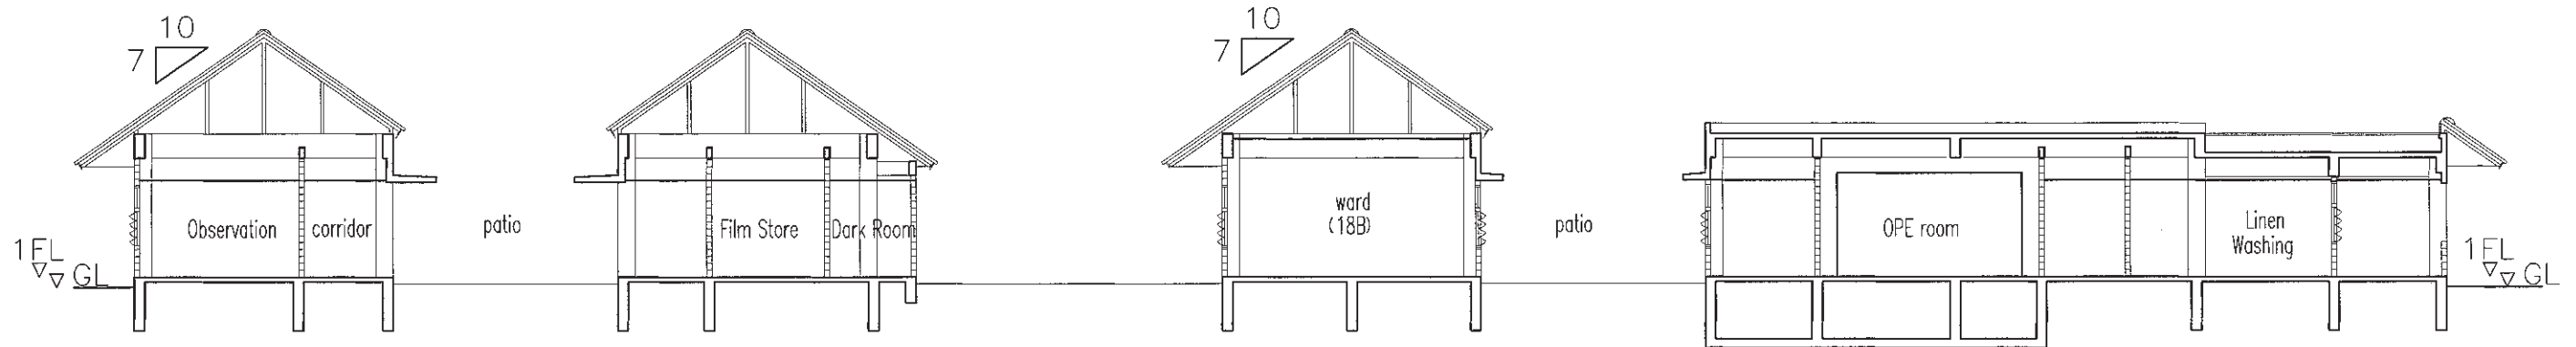 10
7
10
7
Observation
corridor
patio
Film Store
Dark Room
ward
(18B)
patio
OPE room
Linen
Washing
1FL
GL
1FL
GL